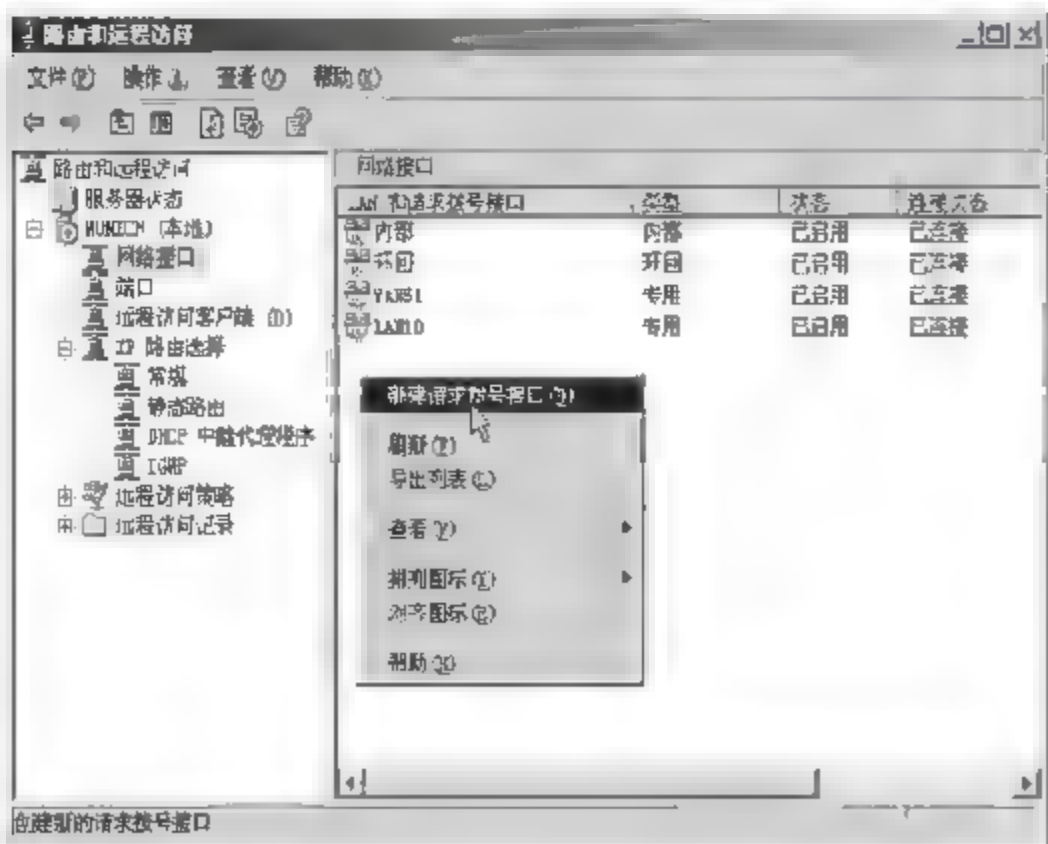 路由和远程访问
文件(F) 操作(A) 查看(V) 帮助(H)
路由和远程访问
服务器状态
(本地)
网络接口
端口
远程访问客户端 (0)
IP 路由选择
常规
静态路由
DHCP 中继代理程序
IGMP
远程访问策略
远程访问记录
网络接口
LAN 和请求拨号接口 类型 状态 连接状态
内部 内部 已启用 已连接
环回 环回 已启用 已连接
专用 已启用 已连接
专用 已启用 已连接
新建请求拨号接口(N)
刷新(F)
导出列表(L)
查看(V)
排列图标(I)
对齐图标(E)
帮助(H)
创建新的请求拨号接口